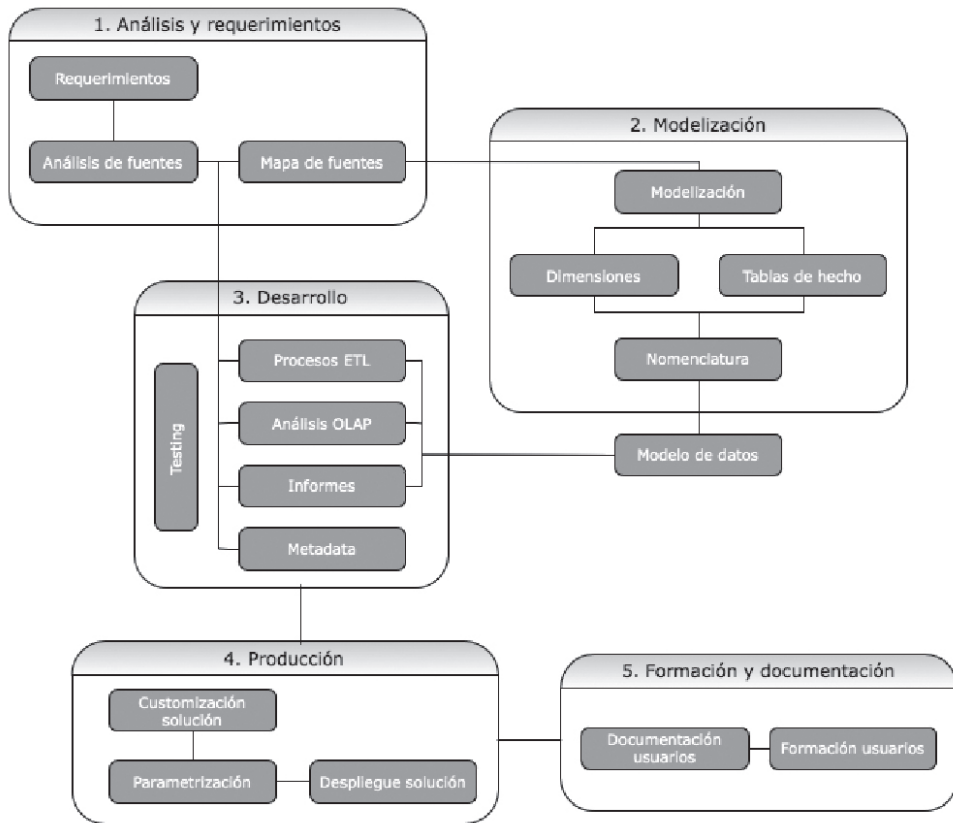 1. Análisis y requerimientos
Requerimientos
Análisis de fuentes
Mapa de fuentes
2. Modelización
Modelización
Dimensiones
Tablas de hecho
Nomenclatura
Modelo de datos
3. Desarrollo
Testing
Procesos ETL
Análisis OLAP
Informes
Metadata
4. Producción
Customización
solución
Parametrización
Despliegue solución
5. Formación y documentación
Documentación
usuarios
Formación usuarios